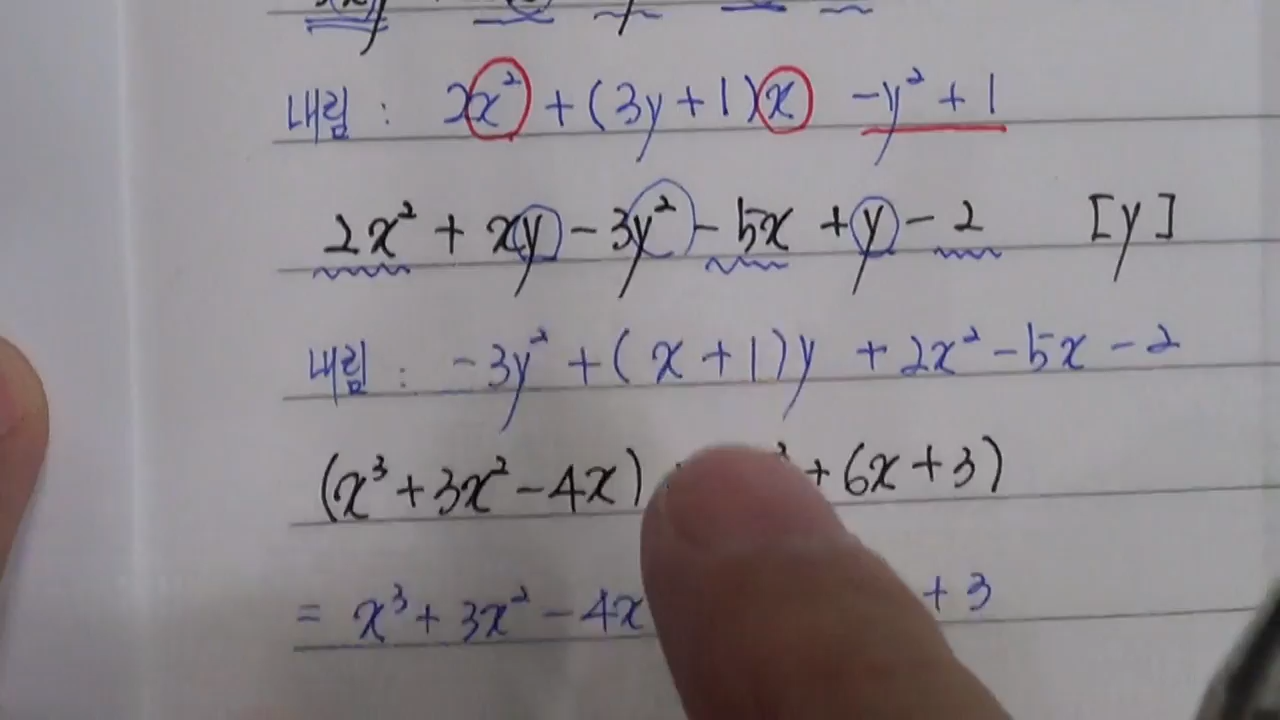 내림 : 2x² + (3y + 1)x - y² + 1
2x² + xy - 3y² - 5x + y - 2 [y]
내림 : -3y² + (x + 1)y + 2x² - 5x - 2
(x³ + 3x² - 4x) + 6x + 3)
= x³ + 3x² - 4x + 3